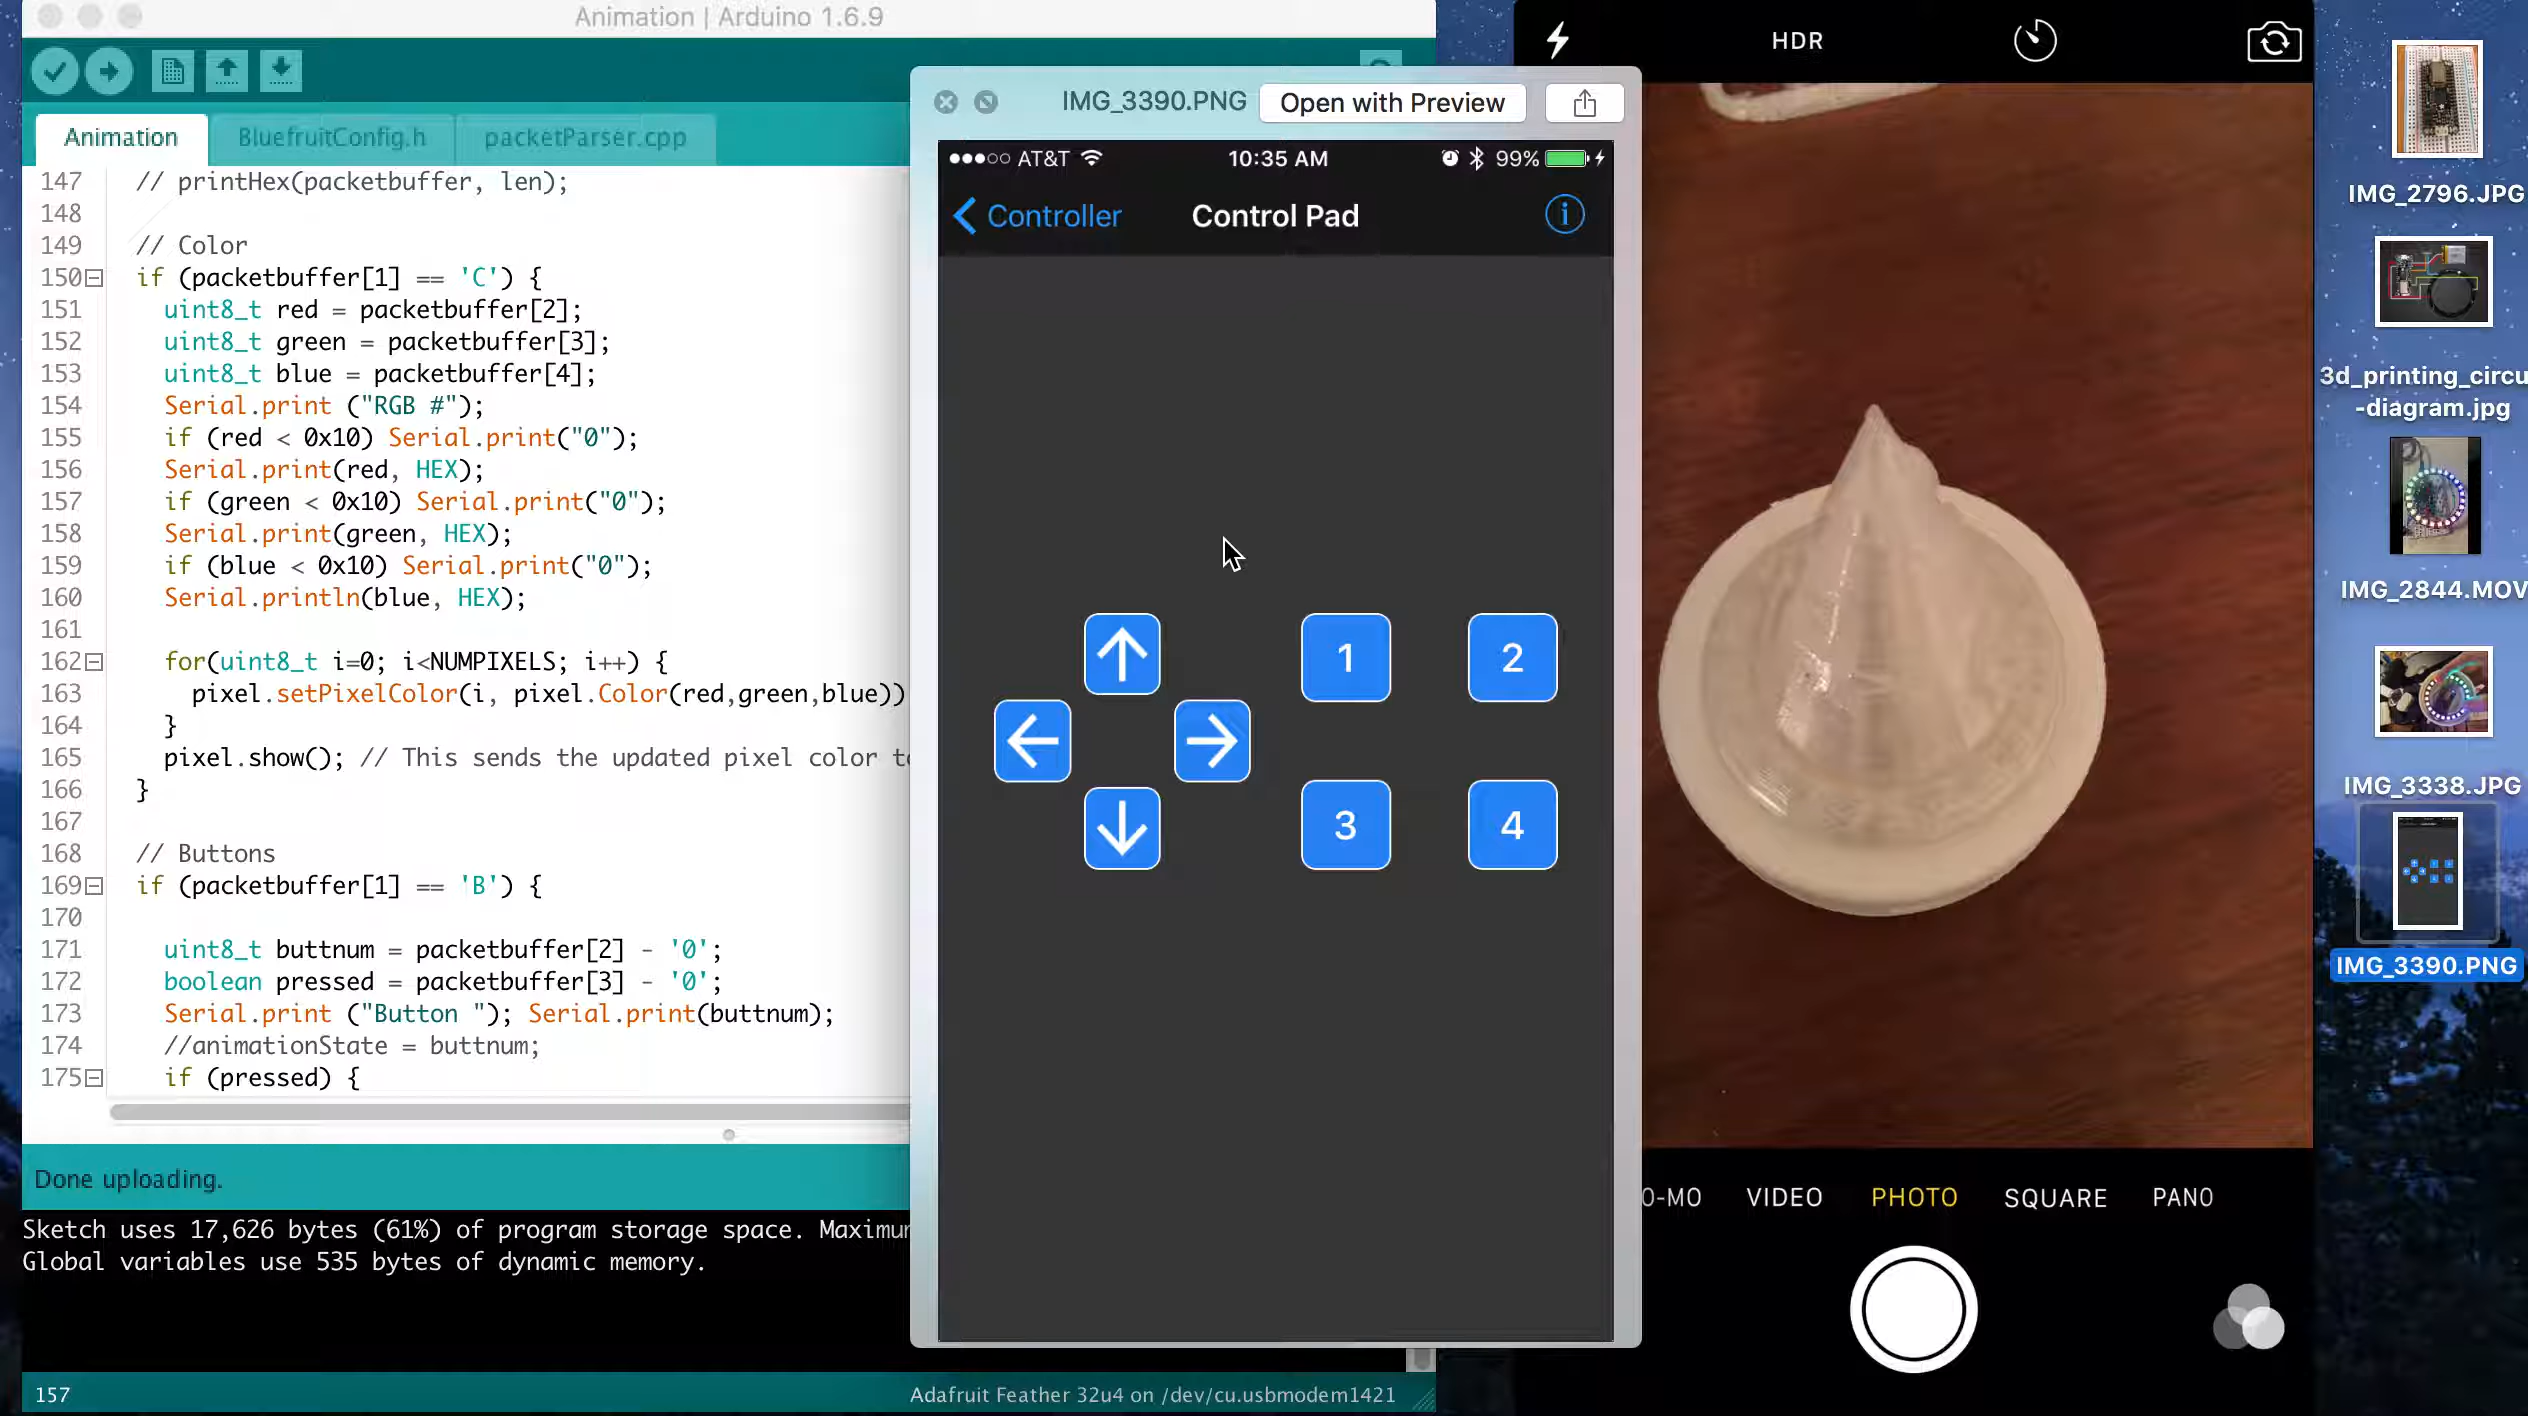 Animation | Arduino 1.6.9
Animation
BluefruitConfig.h
packetParser.cpp
147 // printHex(packetbuffer, len);
148
149 // Color
150 if (packetbuffer[1] == 'C') {
151 uint8_t red = packetbuffer[2];
152 uint8_t green = packetbuffer[3];
153 uint8_t blue = packetbuffer[4];
154 Serial.print ("RGB #");
155 if (red < 0x10) Serial.print("0");
156 Serial.print(red, HEX);
157 if (green < 0x10) Serial.print("0");
158 Serial.print(green, HEX);
159 if (blue < 0x10) Serial.print("0");
160 Serial.println(blue, HEX);
161
162 for(uint8_t i=0; i<NUMPIXELS; i++) {
163 pixel.setPixelColor(i, pixel.Color(red,green,blue))
164 }
165 pixel.show(); // This sends the updated pixel color
166 }
167
168 // Buttons
169 if (packetbuffer[1] == 'B') {
170
171 uint8_t buttnum = packetbuffer[2] - '0';
172 boolean pressed = packetbuffer[3] - '0';
173 Serial.print ("Button "); Serial.print(buttnum);
174 //animationState = buttnum;
175 if (pressed) {
Done uploading.
Sketch uses 17,626 bytes (61%) of program storage space. Maximu
Global variables use 535 bytes of dynamic memory.
157
Adafruit Feather 32u4 on /dev/cu.usbmodem1421
IMG_3390.PNG
Open with Preview
AT&T
10:35 AM
99%
Controller
Control Pad
1
2
3
4
HDR
O-MO
VIDEO
PHOTO
SQUARE
PANO
IMG_2796.JPG
3d_printing_circu
-diagram.jpg
IMG_2844.MOV
IMG_3338.JPG
IMG_3390.PNG